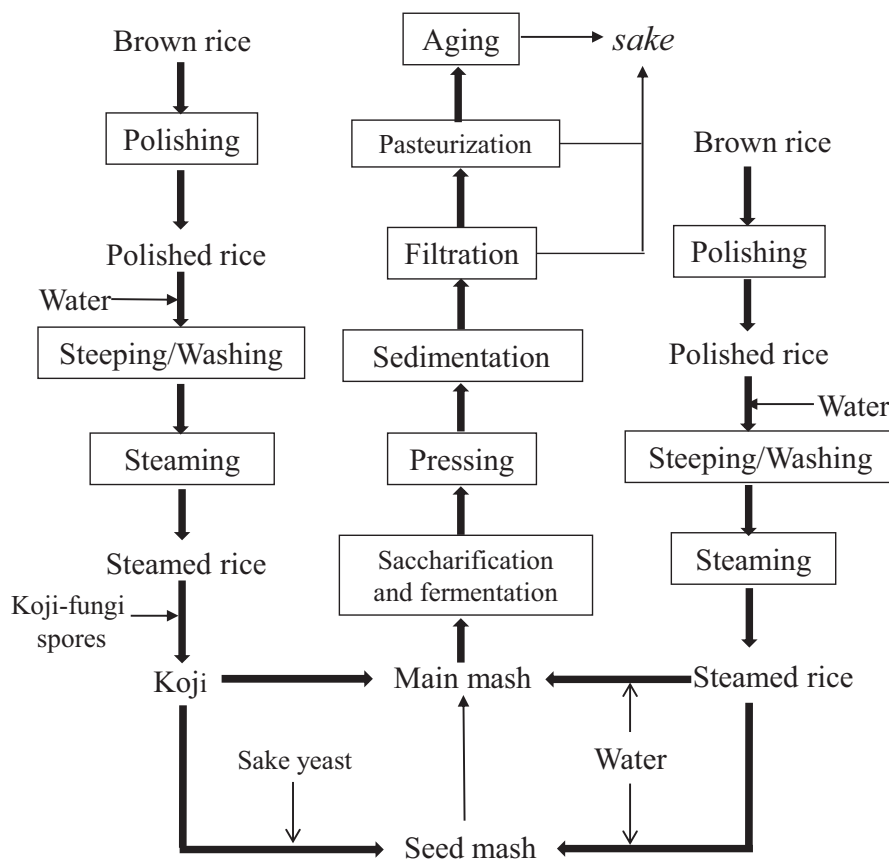 Brown rice
Polishing
Polished rice
Water
Steeping/Washing
Steaming
Steamed rice
Koji-fungi
spores
Koji
Sake yeast
Aging
sake
Pasteurization
Filtration
Sedimentation
Pressing
Saccharification
and fermentation
Main mash
Seed mash
Brown rice
Polishing
Polished rice
Water
Steeping/Washing
Steaming
Steamed rice
Water